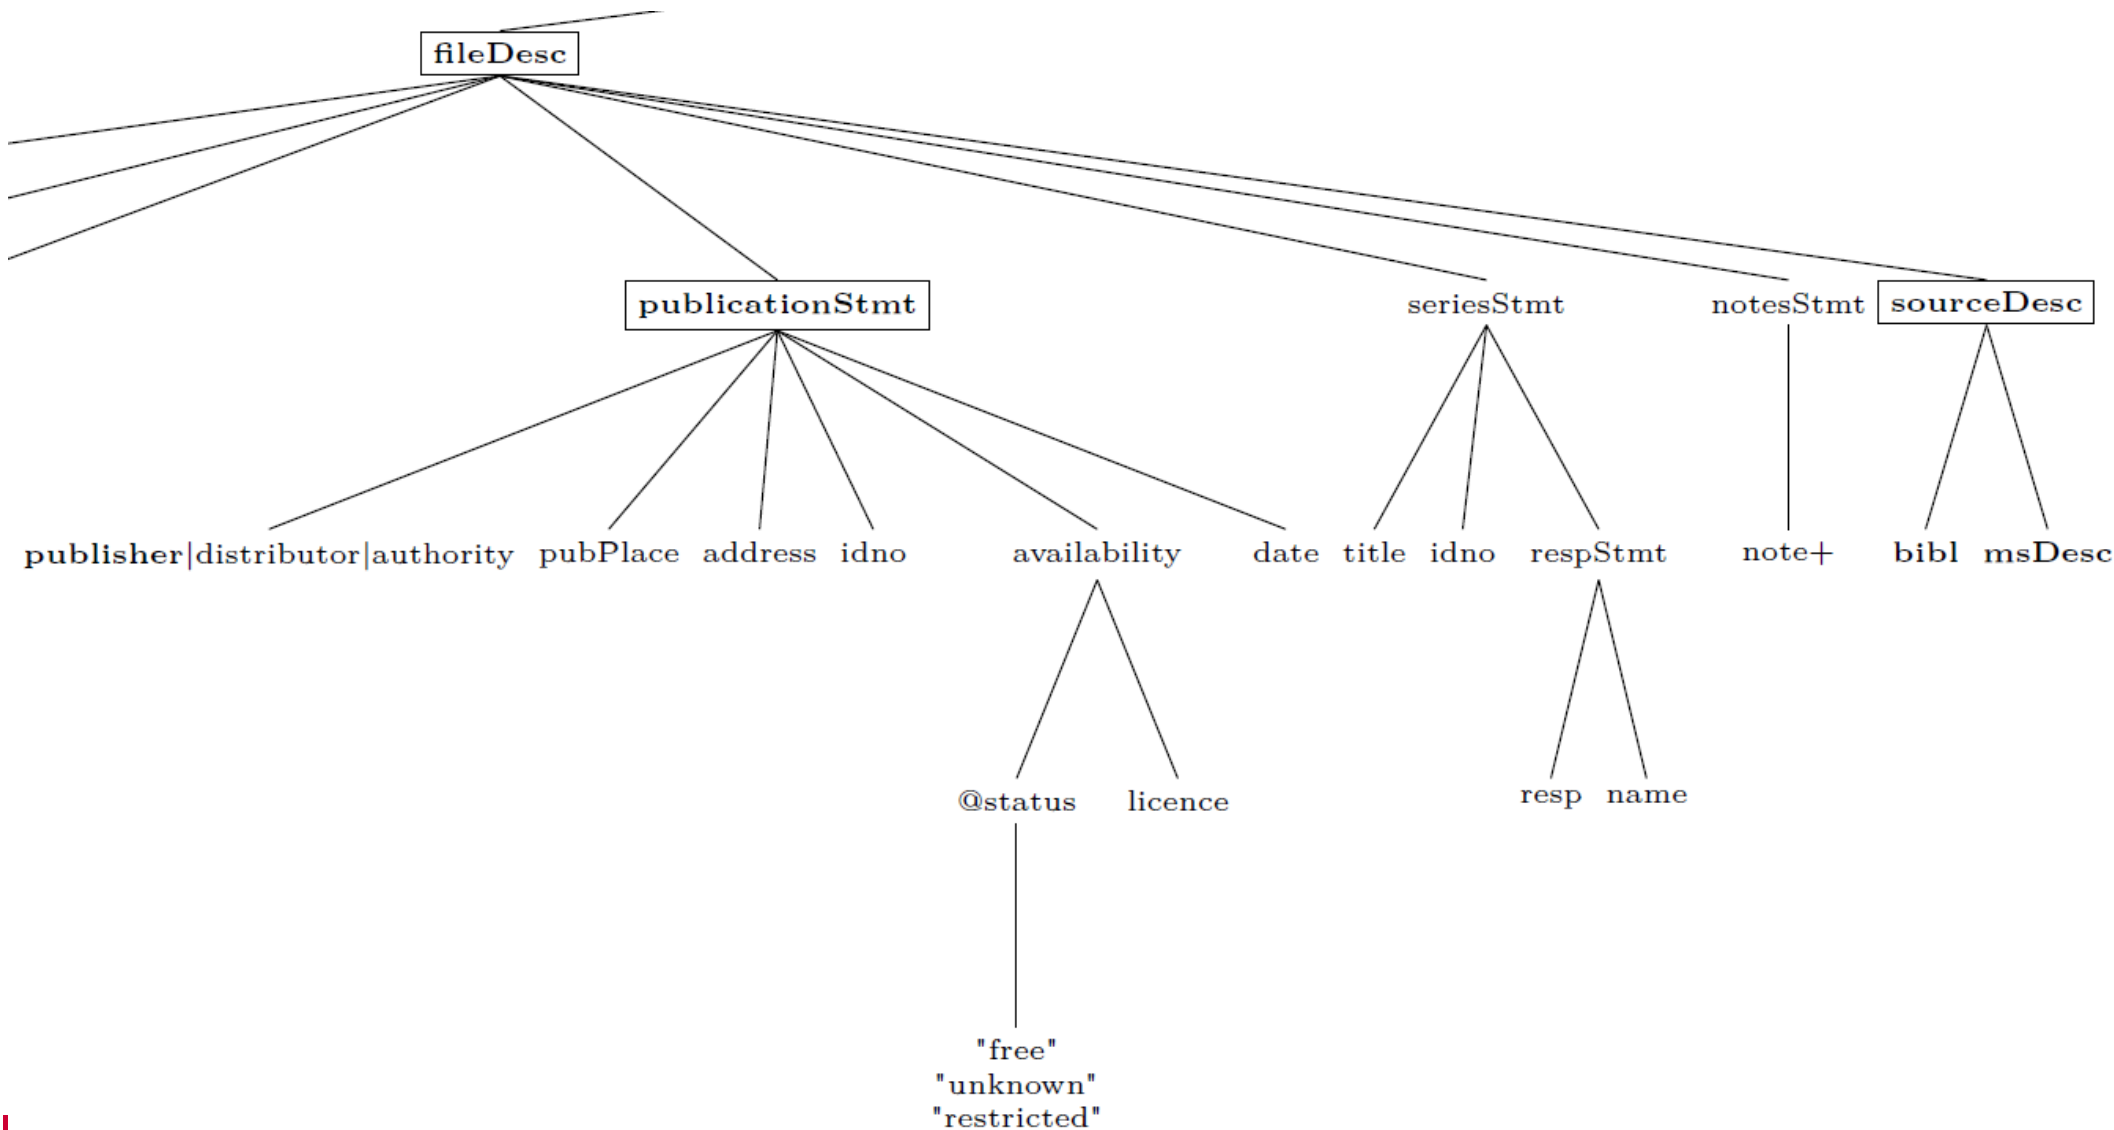 fileDesc
publicationStmt seriesStmt notesStmt sourceDesc
publisher|distributor|authority pubPlace address idno availability date title idno respStmt note+ bibl msDesc
@status licence resp name
"free"
"unknown"
"restricted"